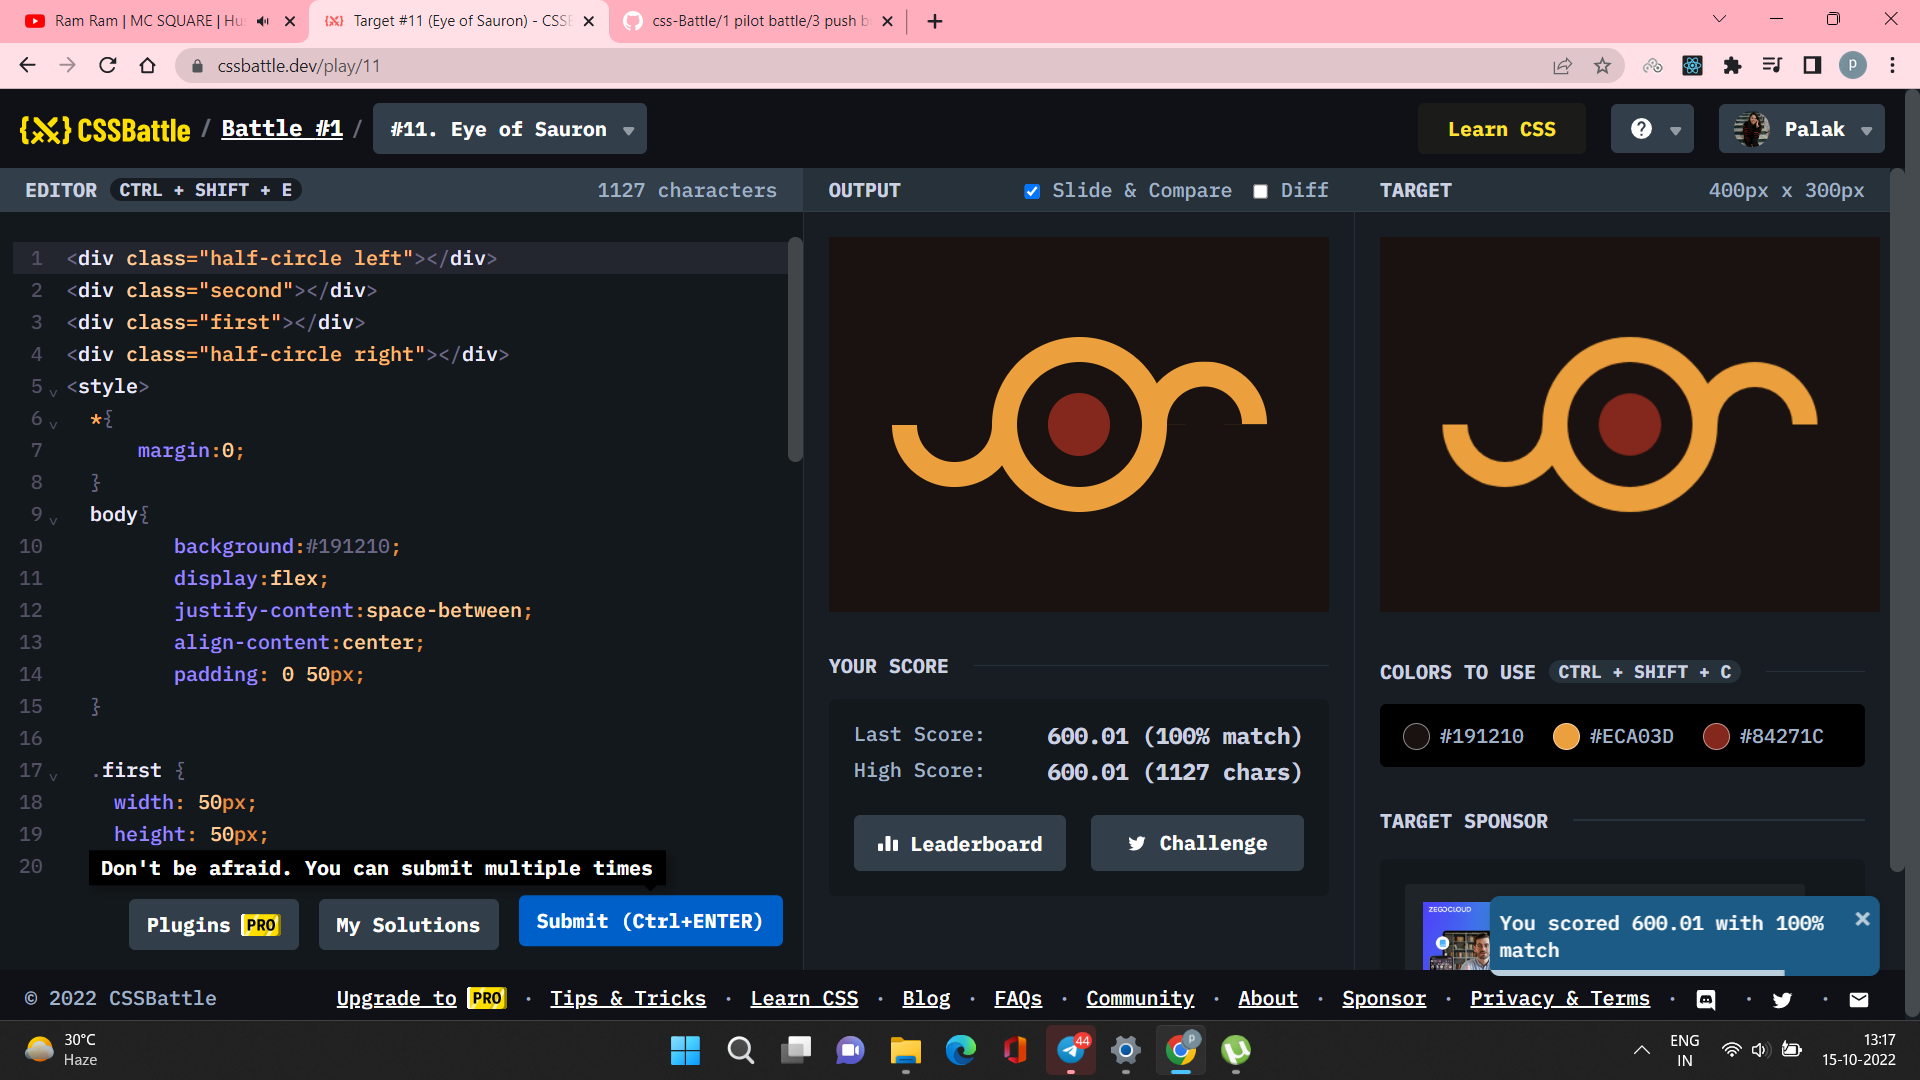 Ram Ram | MC SQUARE | Hu
Target #11 (Eye of Sauron) - CSSB
css-Battle/1 pilot battle/3 push b
cssbattle.dev/play/11
P
{X} CSSBattle / Battle #1 / #11. Eye of Sauron
Learn CSS
?
Palak
EDITOR CTRL + SHIFT + E 1127 characters
OUTPUT Slide & Compare Diff
TARGET 400px x 300px
1 <div class="half-circle left"></div>
2 <div class="second"></div>
3 <div class="first"></div>
4 <div class="half-circle right"></div>
5 <style>
6 *{
7 margin:0;
8 }
9 body{
10 background:#191210;
11 display:flex;
12 justify-content:space-between;
13 align-content:center;
14 padding: 0 50px;
15 }
16
17 .first {
18 width: 50px;
19 height: 50px;
20
Don't be afraid. You can submit multiple times
Plugins PRO
My Solutions
Submit (Ctrl+ENTER)
YOUR SCORE
Last Score: 600.01 (100% match)
High Score: 600.01 (1127 chars)
Leaderboard
Challenge
COLORS TO USE CTRL + SHIFT + C
#191210 #ECA03D #84271C
TARGET SPONSOR
ZEGOCLOUD
You scored 600.01 with 100%
match
© 2022 CSSBattle
Upgrade to PRO · Tips & Tricks · Learn CSS · Blog · FAQs · Community · About · Sponsor · Privacy & Terms
30°C
Haze
44
P
ENG
IN
13:17
15-10-2022